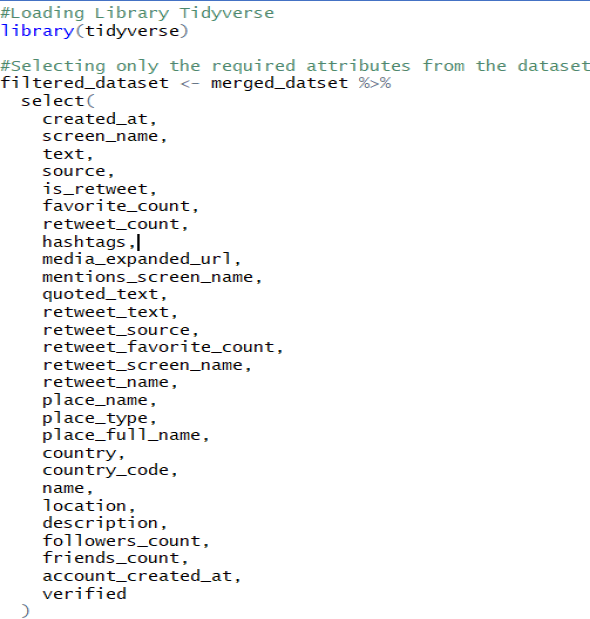 #Loading Library Tidyverse
library(tidyverse)
#Selecting only the required attributes from the dataset
filtered_dataset <- merged_datset %>%
select(
created_at,
screen_name,
text,
source,
is_retweet,
favorite_count,
retweet_count,
hashtags,
media_expanded_url,
mentions_screen_name,
quoted_text,
retweet_text,
retweet_source,
retweet_favorite_count,
retweet_screen_name,
retweet_name,
place_name,
place_type,
place_full_name,
country,
country_code,
name,
location,
description,
followers_count,
friends_count,
account_created_at,
verified
)